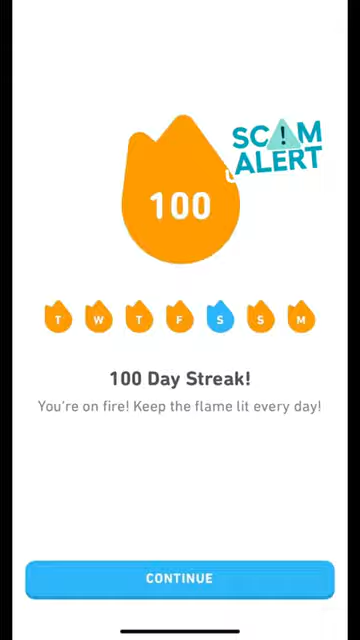 SCAM
ALERT
100
T W T F S S M
100 Day Streak!
You're on fire! Keep the flame lit every day!
CONTINUE